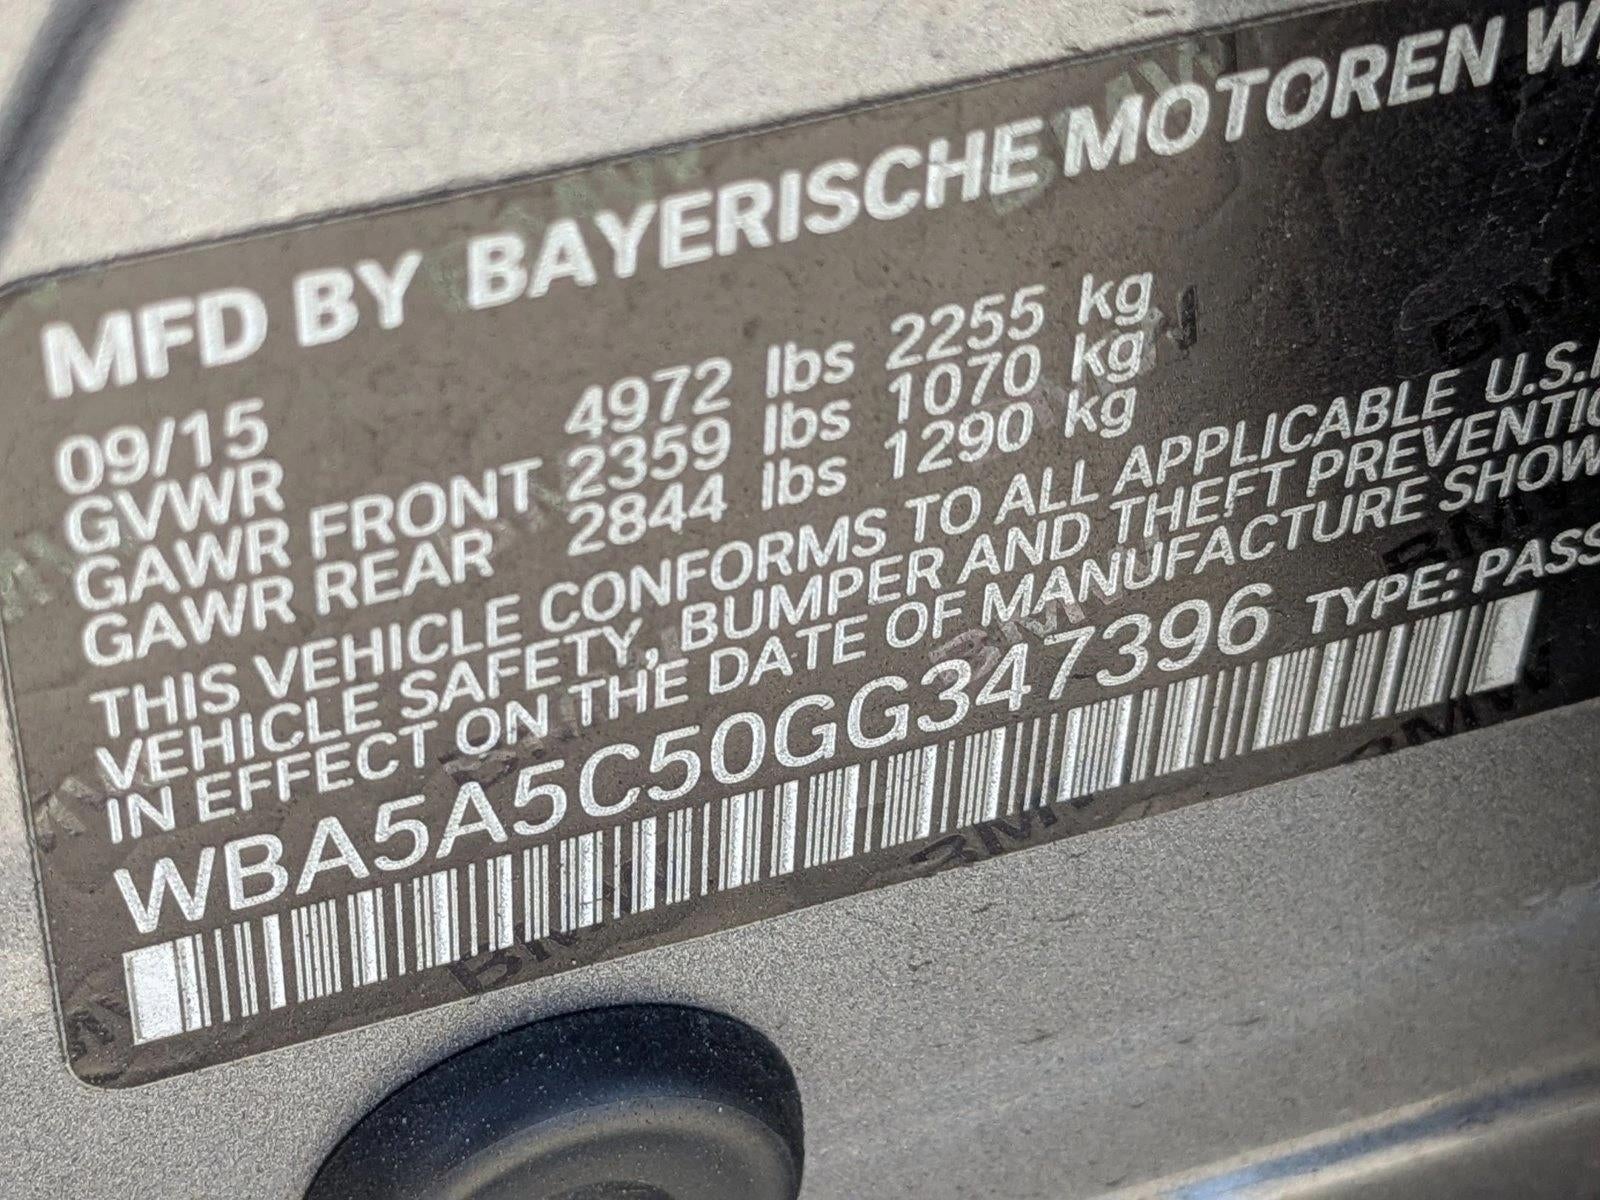 MFD BY BAYERISCHE MOTOREN
09/15
GVWR 4972 lbs 2255 kg
GAWR FRONT 2359 lbs 1070 kg
GAWR REAR 2844 lbs 1290 kg
THIS VEHICLE CONFORMS TO ALL APPLICABLE
VEHICLE SAFETY, BUMPER AND THEFT
IN EFFECT ON THE DATE OF MANUFACTURE SHOW
WBA5A5C50GG347396 TYPE: PASS